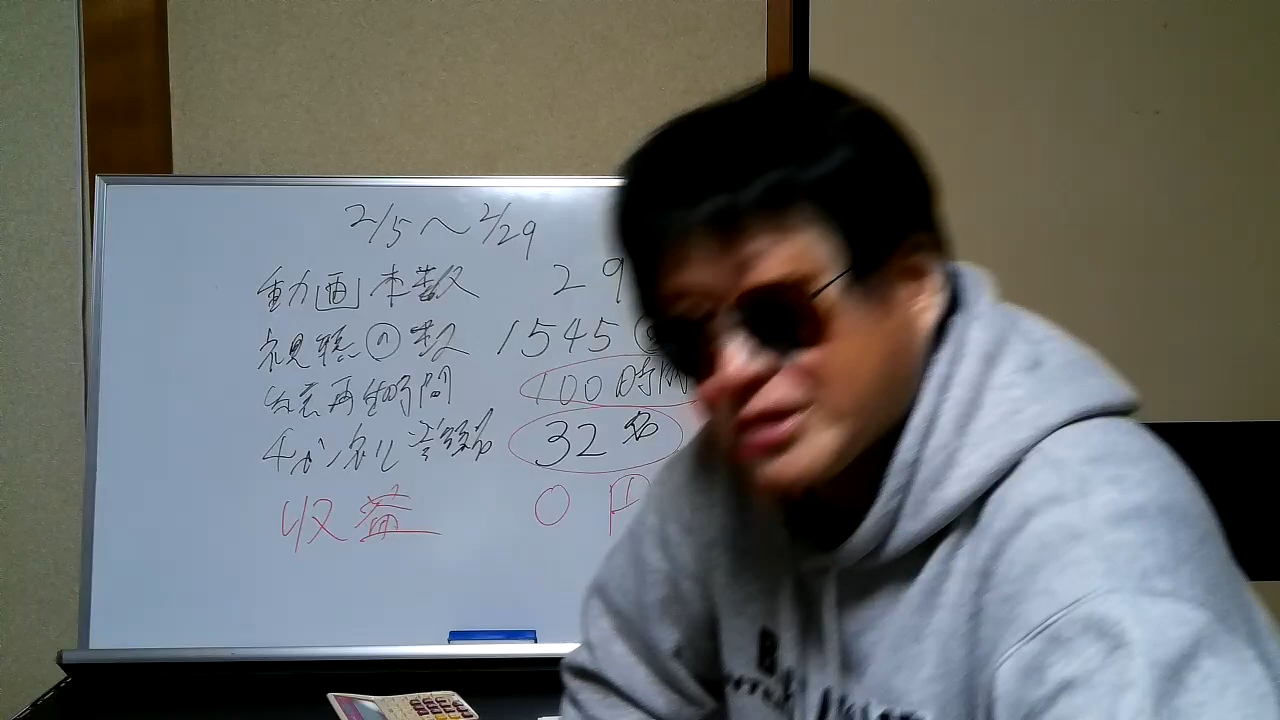 2/5～2/29
動画本数 29
視聴の数 1545
総再生時間 100時間
チャンネル登録 32名
収益 0円
B